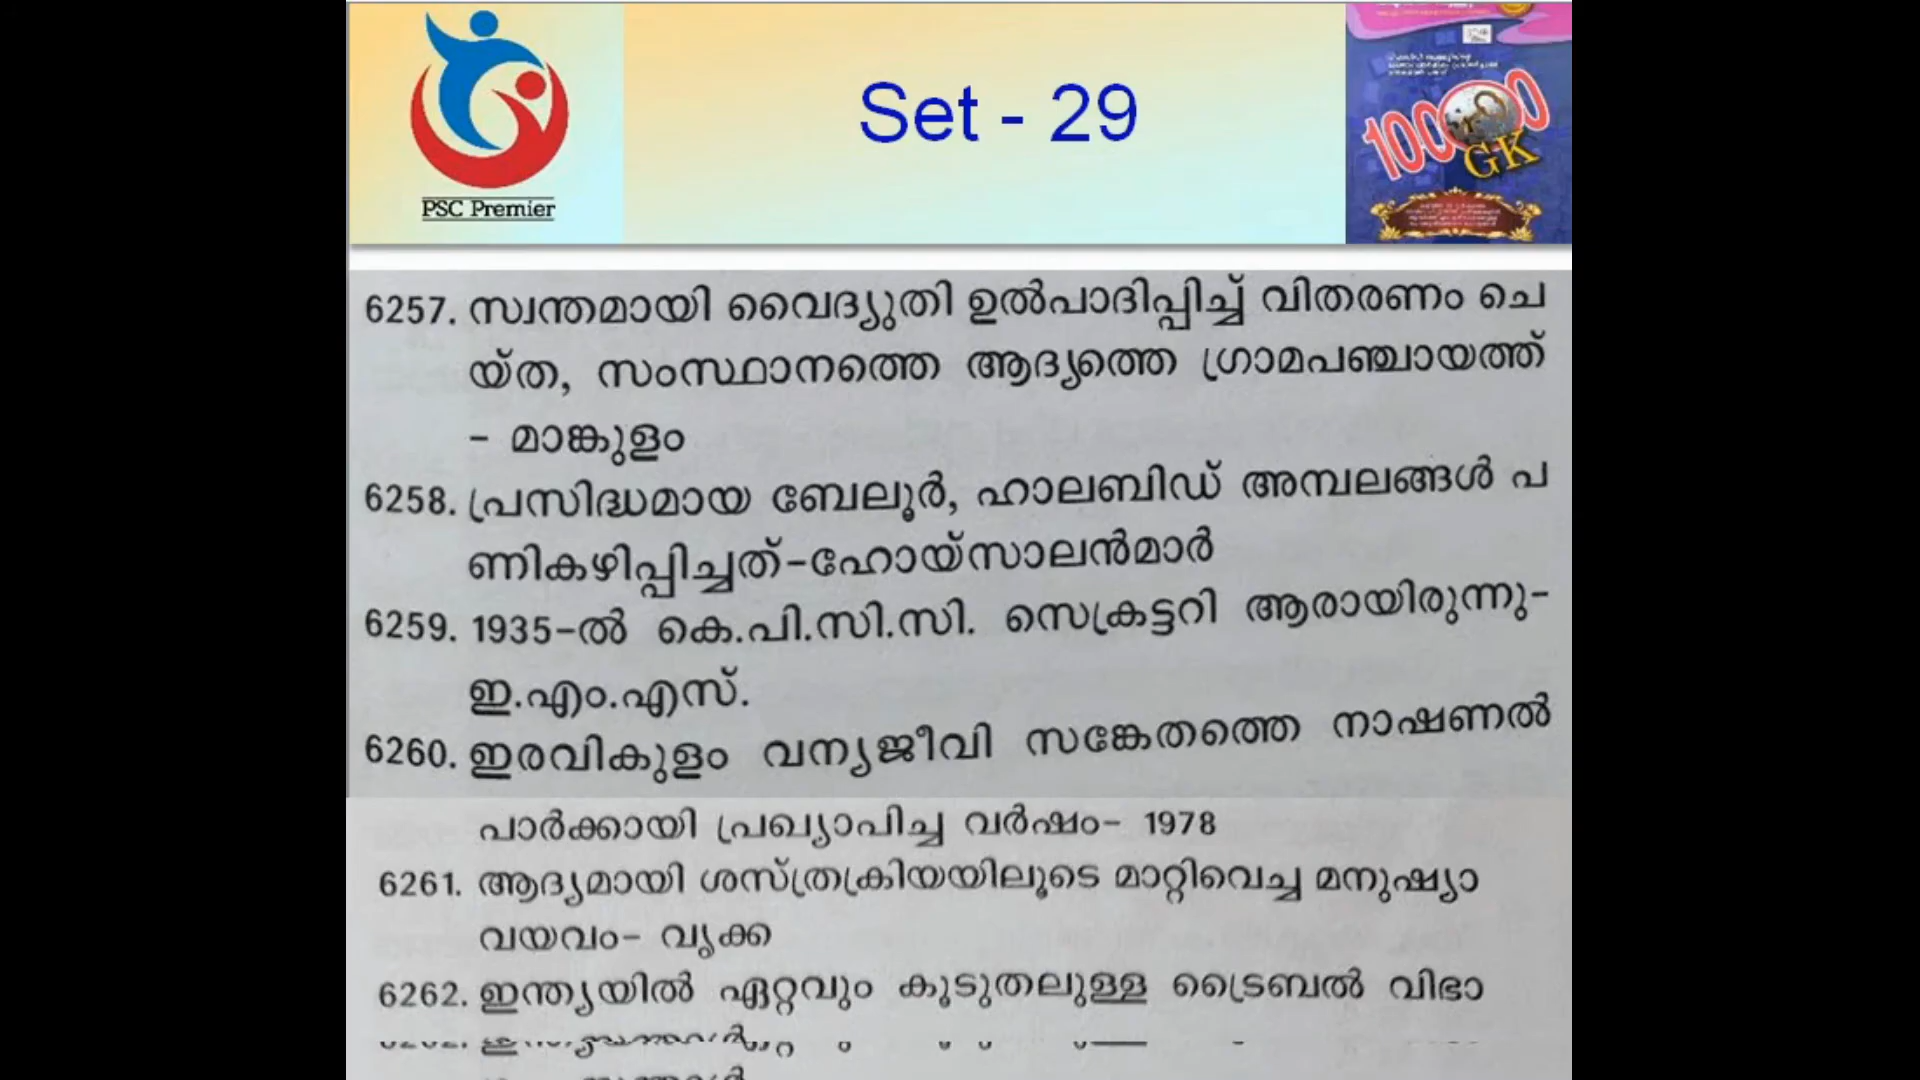 PSC Premier
Set - 29
10000
GK
6257. സ്വന്തമായി വൈദ്യുതി ഉൽപാദിപ്പിച്ച് വിതരണം ചെ
യ്ത, സംസ്ഥാനത്തെ ആദ്യത്തെ ഗ്രാമപഞ്ചായത്ത്
- മാങ്കുളം
6258. പ്രസിദ്ധമായ ബേലൂർ, ഹാലബിഡ് അമ്പലങ്ങൾ പ
ണികഴിപ്പിച്ചത്-ഹോയ്സാലൻമാർ
6259. 1935-ൽ കെ.പി.സി.സി. സെക്രട്ടറി ആരായിരുന്നു-
ഇ.എം.എസ്.
6260. ഇരവികുളം വന്യജീവി സങ്കേതത്തെ നാഷണൽ
പാർക്കായി പ്രഖ്യാപിച്ച വർഷം- 1978
6261. ആദ്യമായി ശസ്ത്രക്രിയയിലൂടെ മാറ്റിവെച്ച മനുഷ്യാ
വയവം- വൃക്ക
6262. ഇന്ത്യയിൽ ഏറ്റവും കൂടുതലുള്ള ട്രൈബൽ വിഭാ